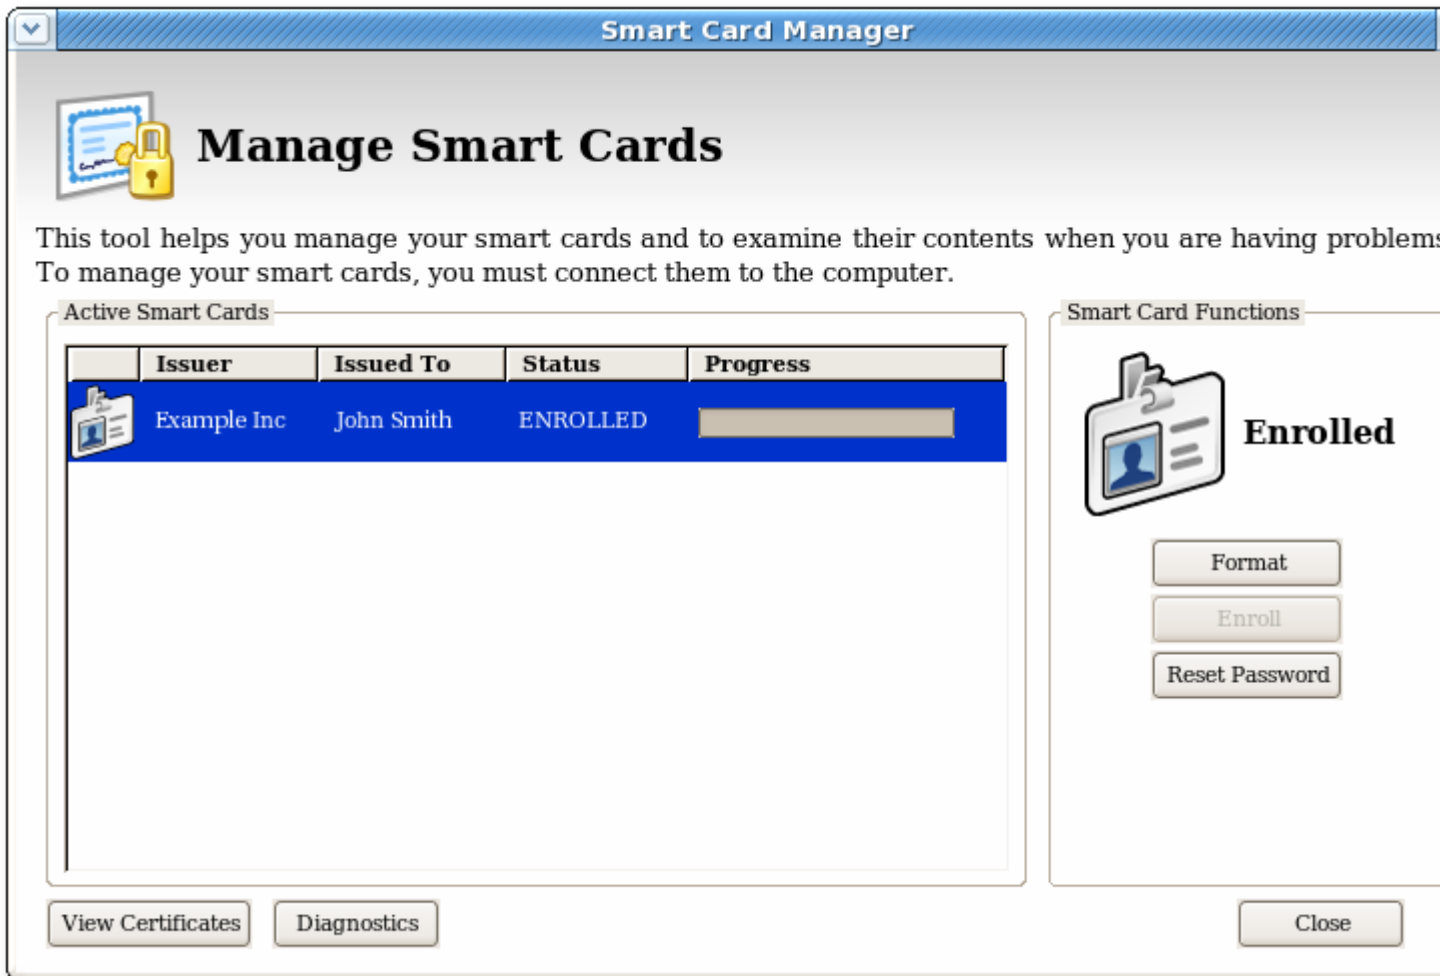 Smart Card Manager
Manage Smart Cards
This tool helps you manage your smart cards and to examine their contents when you are having problems
To manage your smart cards, you must connect them to the computer.
Active Smart Cards
Issuer Issued To Status Progress
Example Inc John Smith ENROLLED
Smart Card Functions
Enrolled
Format
Enroll
Reset Password
View Certificates Diagnostics Close